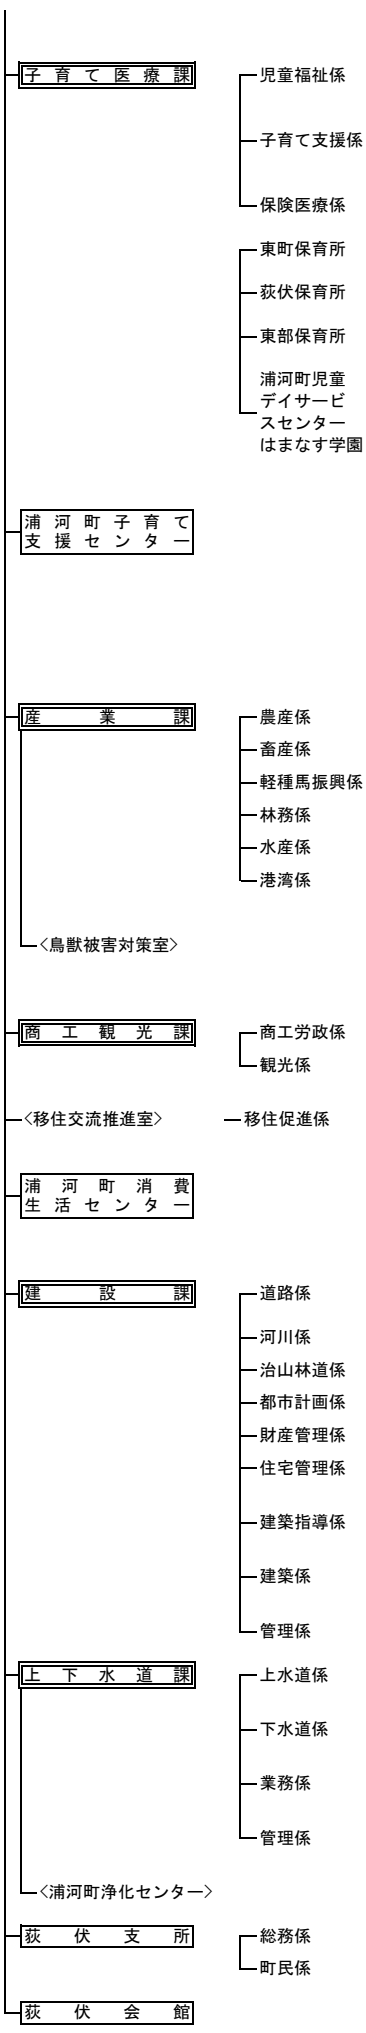 子育て医療課
児童福祉係
子育て支援係
保険医療係
東町保育所
荻伏保育所
東部保育所
浦河町児童
デイサービ
スセンター
はまなす学園
浦河町子育て
支援センター
産業課
農産係
畜産係
軽種馬振興係
林務係
水産係
港湾係
〈鳥獣被害対策室〉
商工観光課
商工労政係
観光係
〈移住交流推進室〉
移住促進係
浦河町消費
生活センター
建設課
道路係
河川係
治山林道係
都市計画係
財産管理係
住宅管理係
建築指導係
建築係
管理係
上下水道課
上水道係
下水道係
業務係
管理係
〈浦河町浄化センター〉
荻伏支所
総務係
町民係
荻伏会館